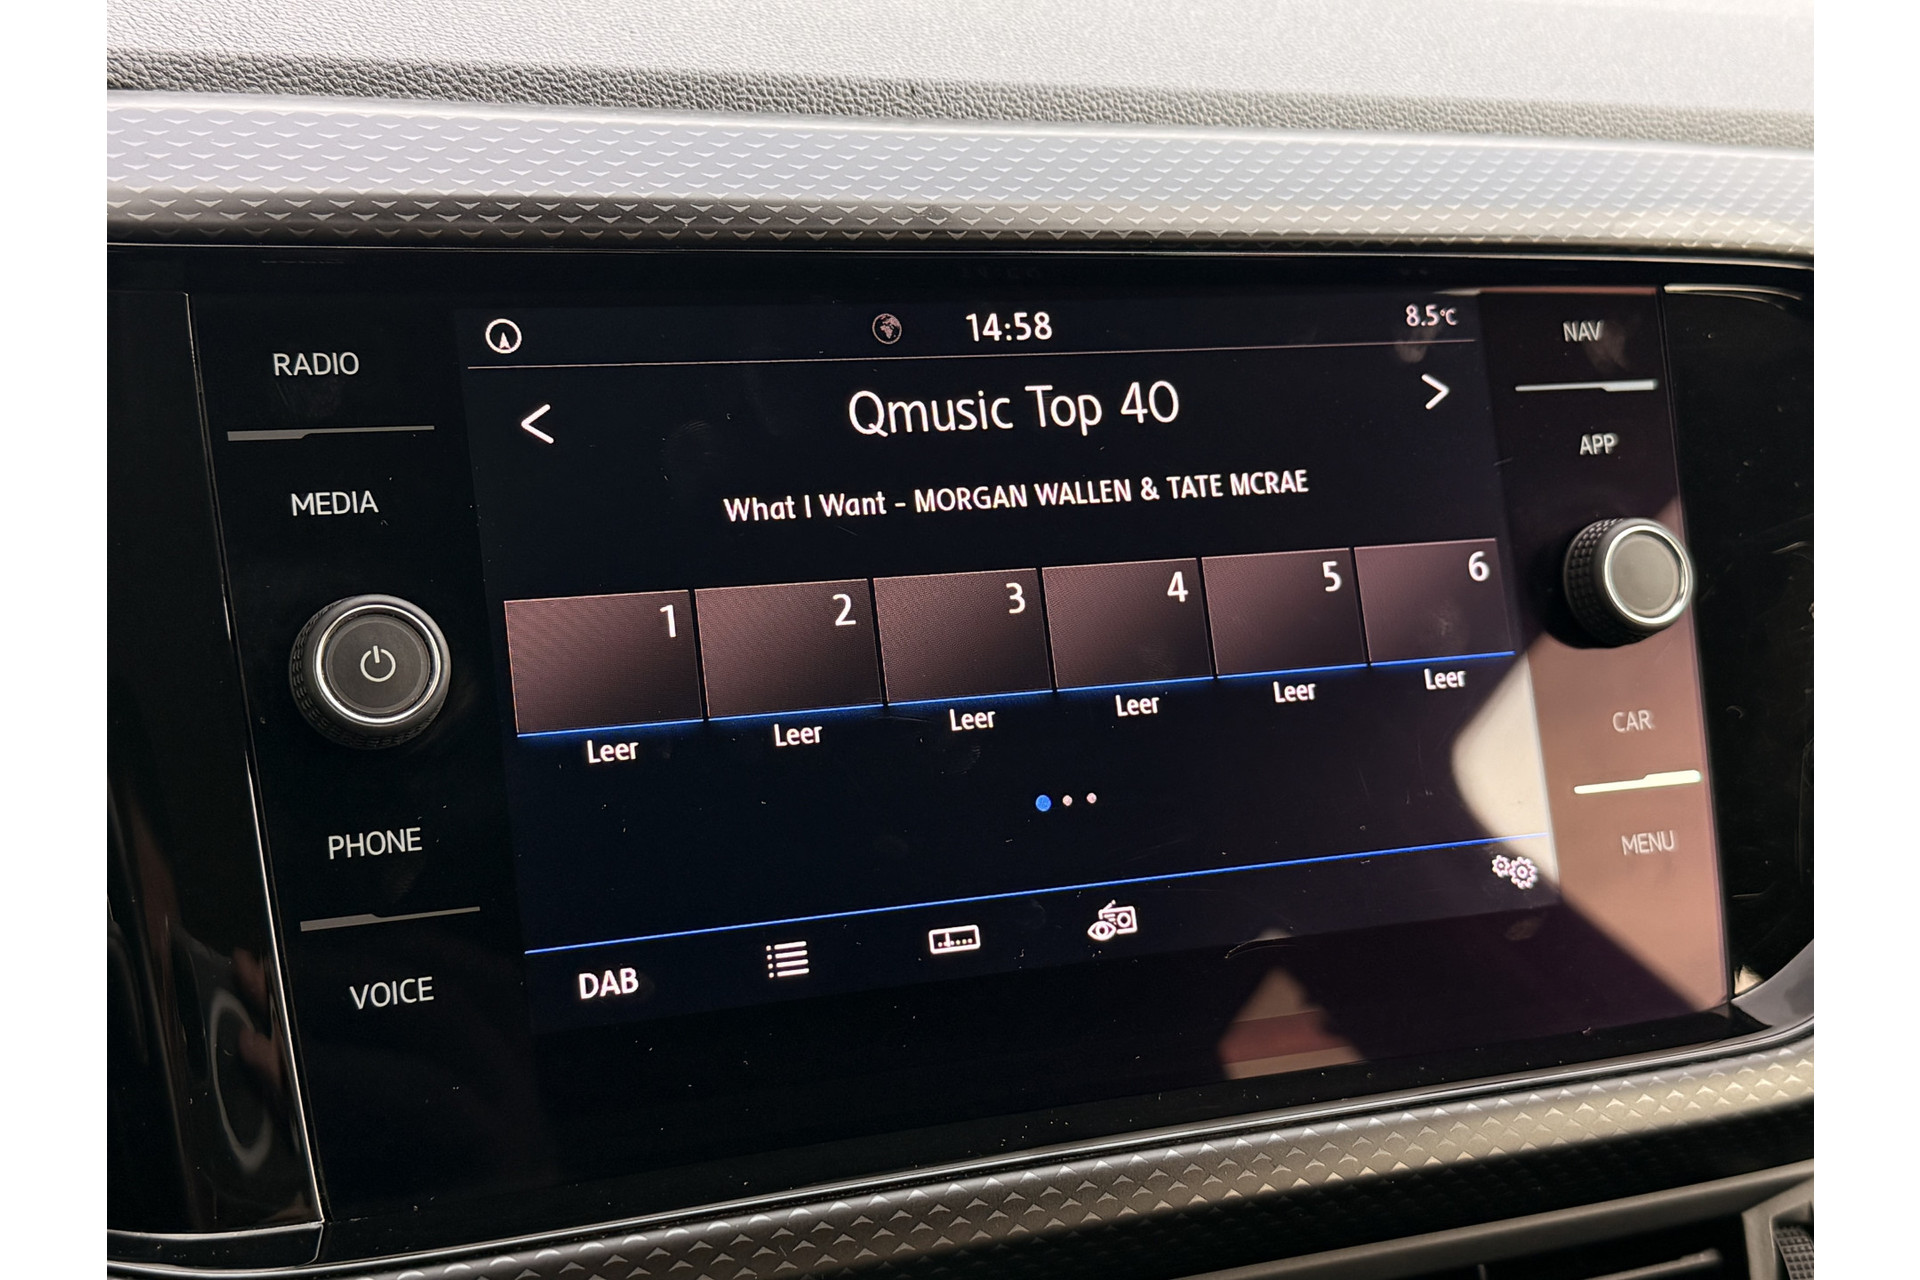 RADIO
MEDIA
PHONE
VOICE
14:58
8.5°C
Qmusic Top 40
What I Want - MORGAN WALLEN & TATE MCRAE
1 2 3 4 5 6
Leer Leer Leer Leer Leer Leer
DAB
NAV
APP
CAR
MENU